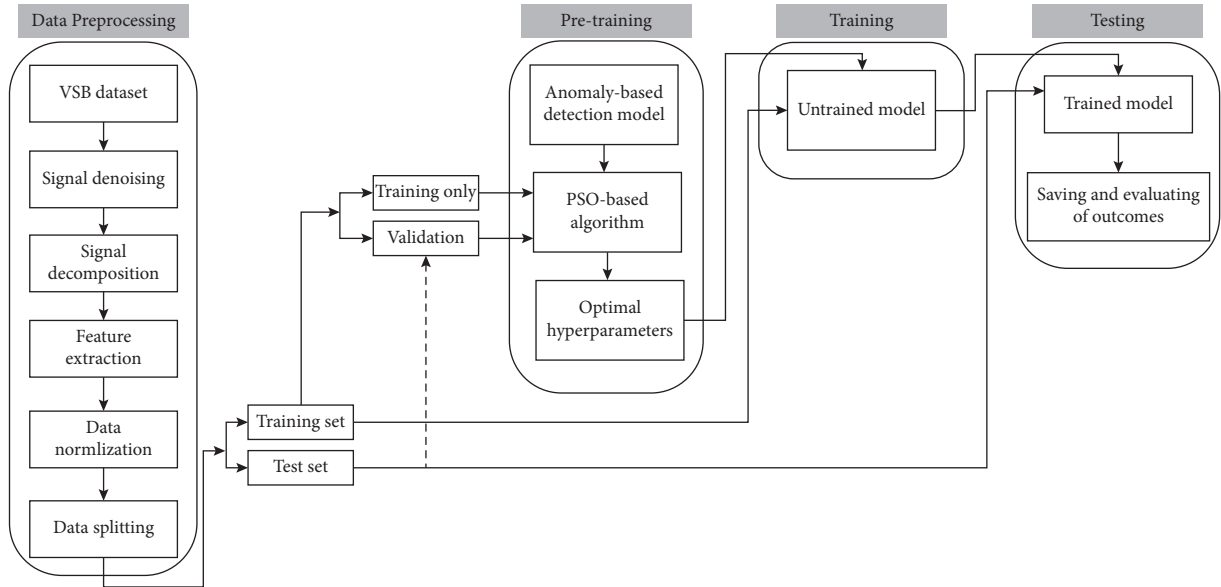 Data Preprocessing
VSB dataset
Signal denoising
Signal
decomposition
Feature
extraction
Data
normlization
Data splitting
Training set
Test set
Training only
Validation
Pre-training
Anomaly-based
detection model
PSO-based
algorithm
Optimal
hyperparameters
Training
Untrained model
Testing
Trained model
Saving and evaluating
of outcomes